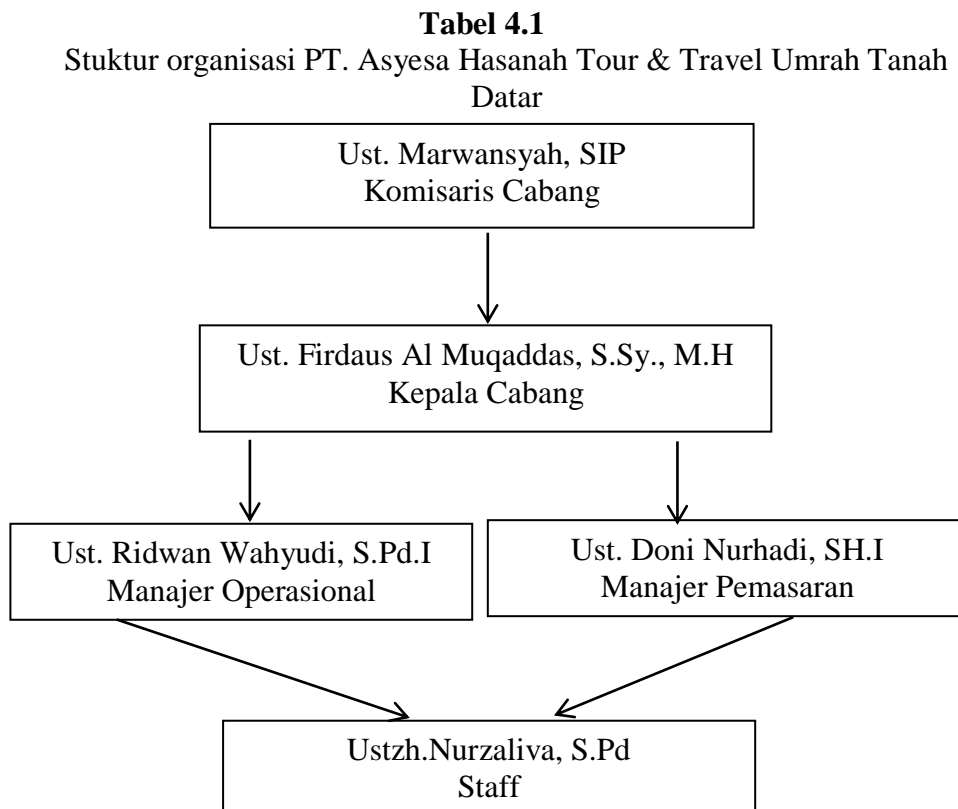 Tabel 4.1
Stuktur organisasi PT. Asyesa Hasanah Tour & Travel Umrah Tanah
Datar
Ust. Marwansyah, SIP
Komisaris Cabang
Ust. Firdaus Al Muqaddas, S.Sy., M.H
Kepala Cabang
Ust. Ridwan Wahyudi, S.Pd.I
Manajer Operasional
Ust. Doni Nurhadi, SH.I
Manajer Pemasaran
Ustzh.Nurzaliva, S.Pd
Staff